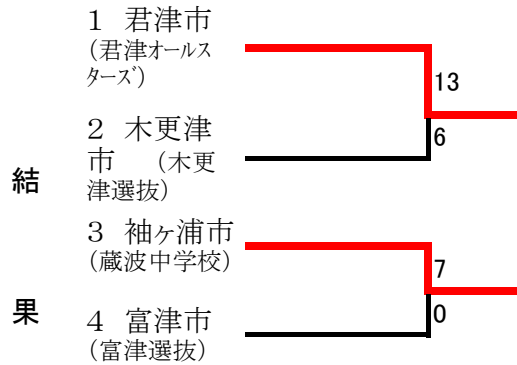 1 君津市
（君津オールス
ターズ）
13
2 木更津
市 （木更
津選抜）
6
結
果
3 袖ヶ浦市
（蔵波中学校）
7
4 富津市
（富津選抜）
0